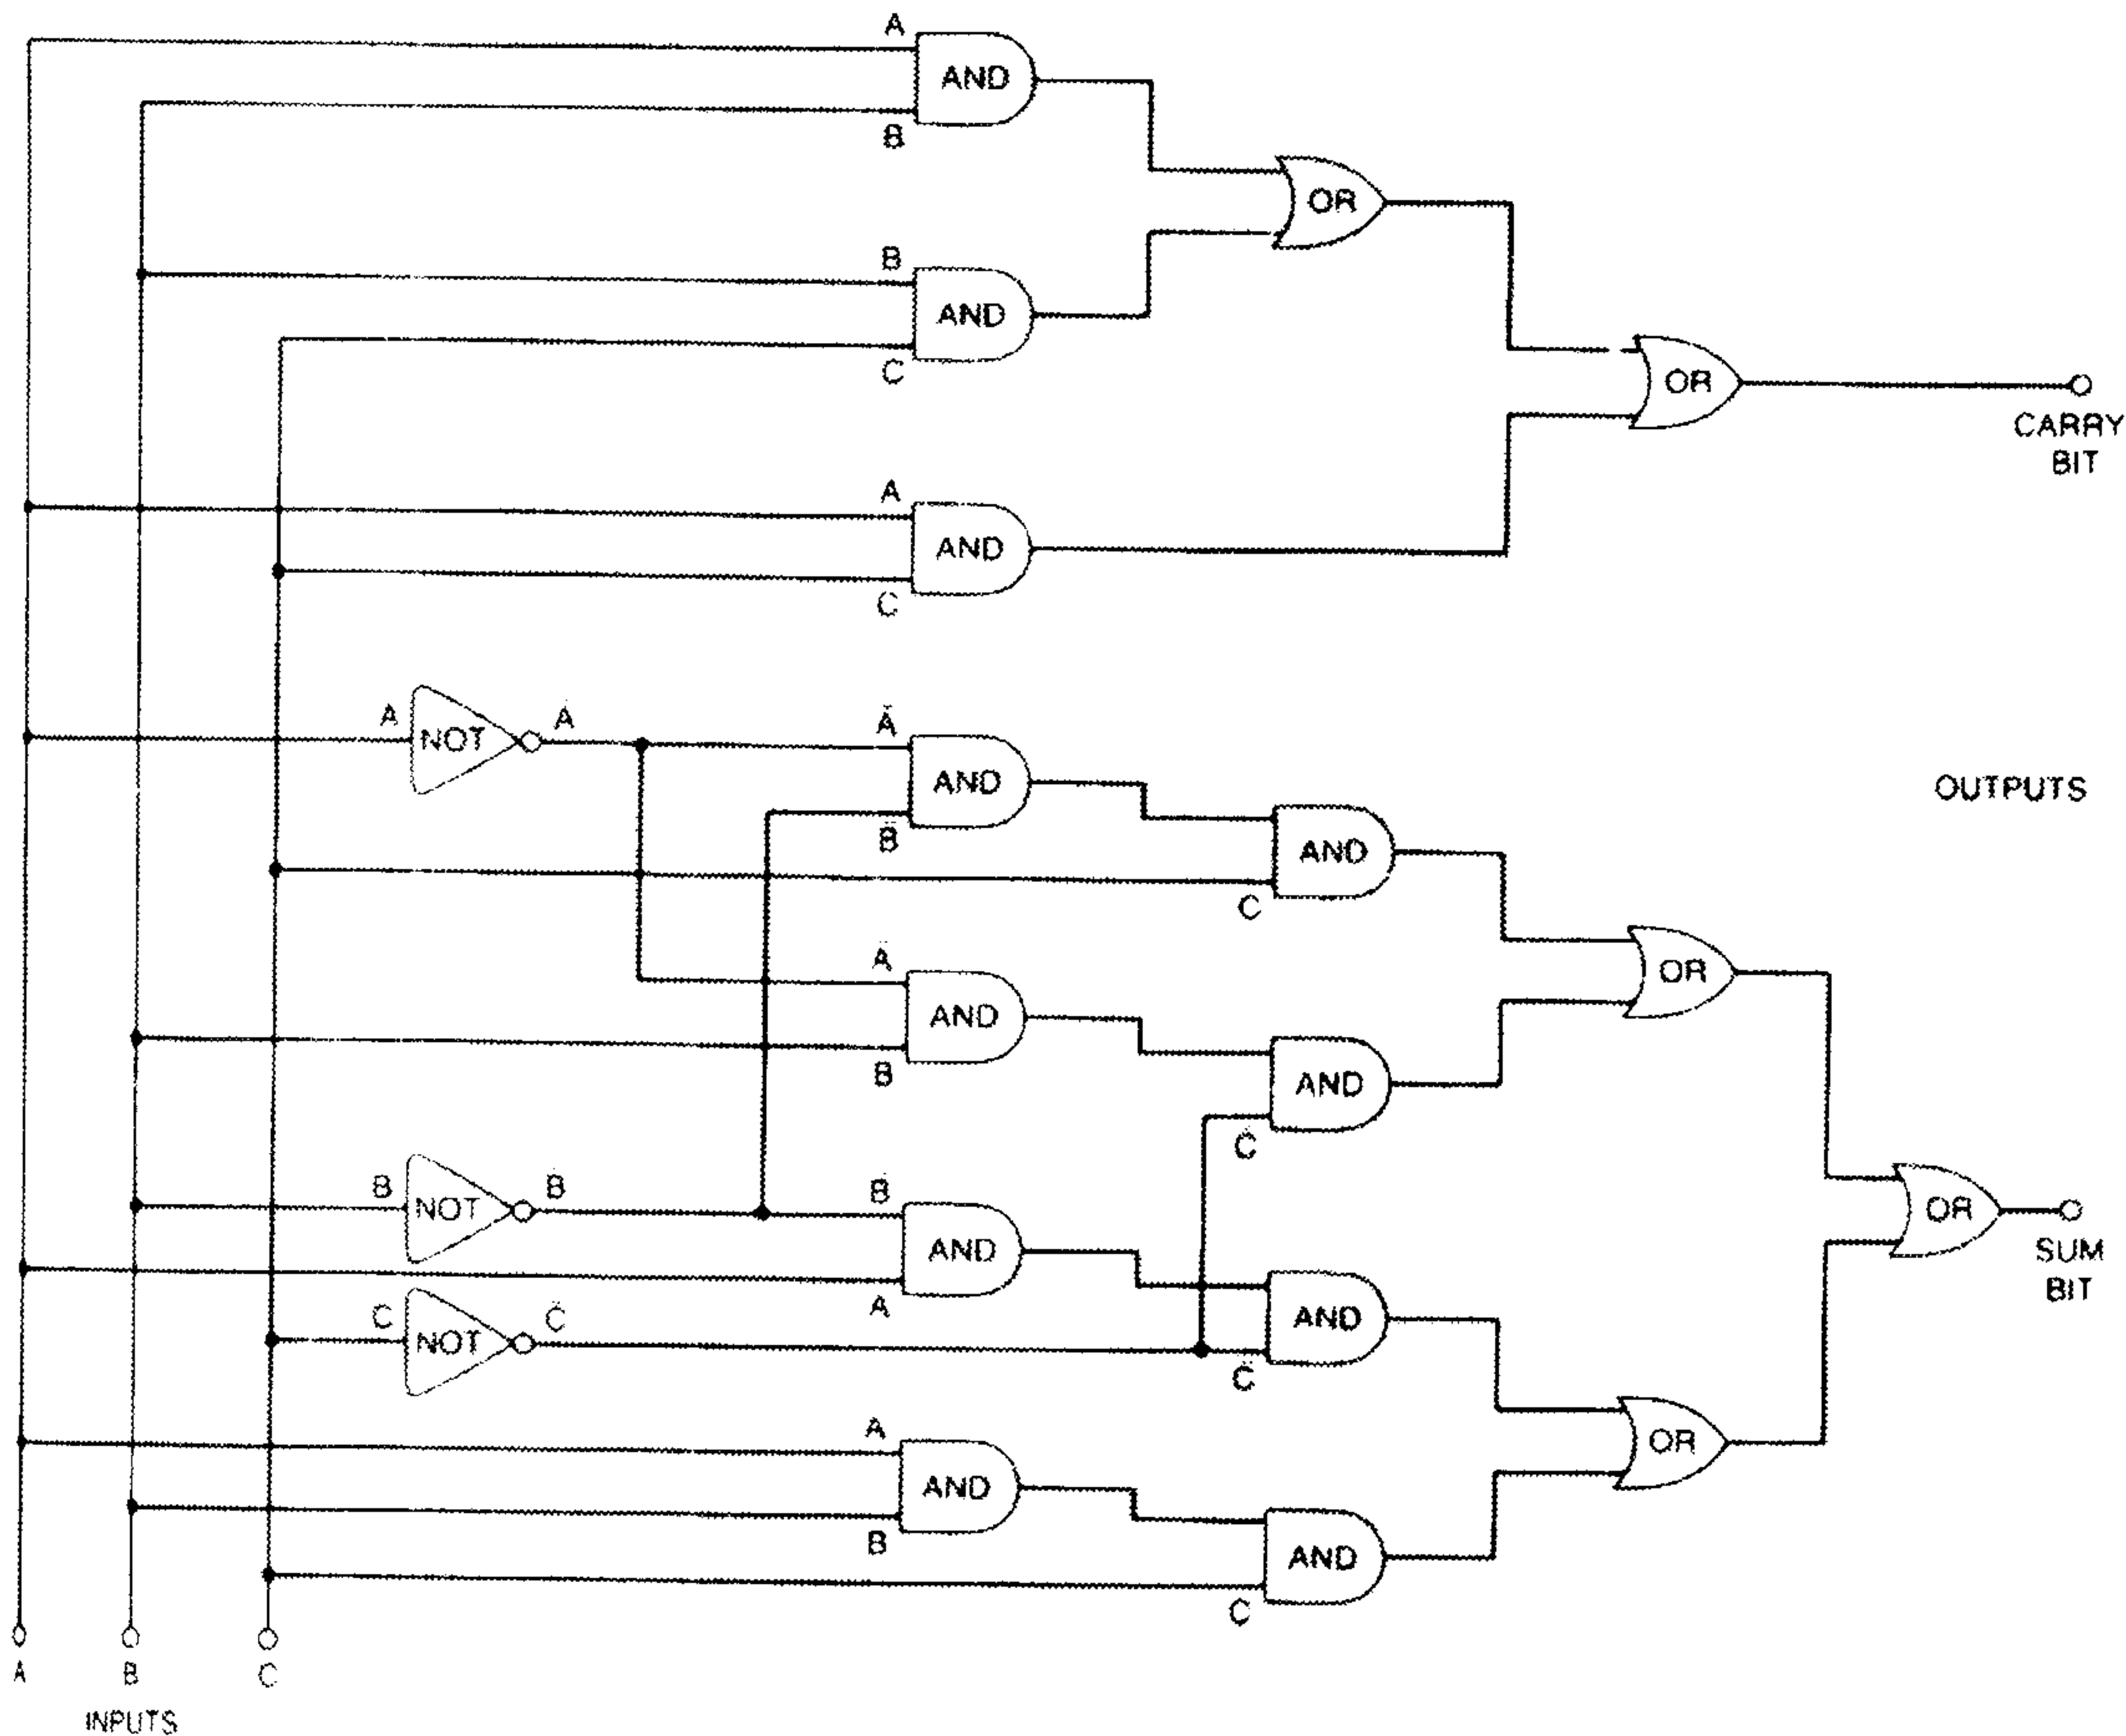 A
AND
B
OR
B
AND
C
OR
CARRY
BIT
A
AND
C
A
NOT
Ā
Ā
AND
B̄
OUTPUTS
AND
C
Ā
AND
B
OR
AND
C̄
B
NOT
B̄
B̄
AND
A
OR
SUM
BIT
C
NOT
C̄
AND
C̄
A
AND
B
OR
AND
C
A
B
C
INPUTS